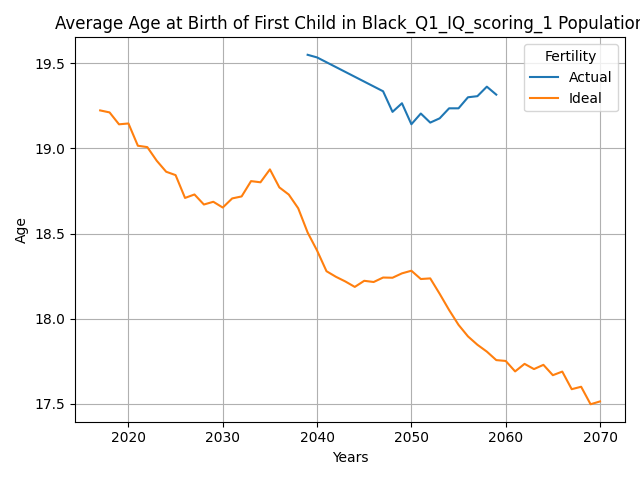 Average Age at Birth of First Child in Black_Q1_IQ_scoring_1 Population
Fertility
Actual
Ideal
19.5
19.0
18.5
18.0
17.5
Age
2020 2030 2040 2050 2060 2070
Years